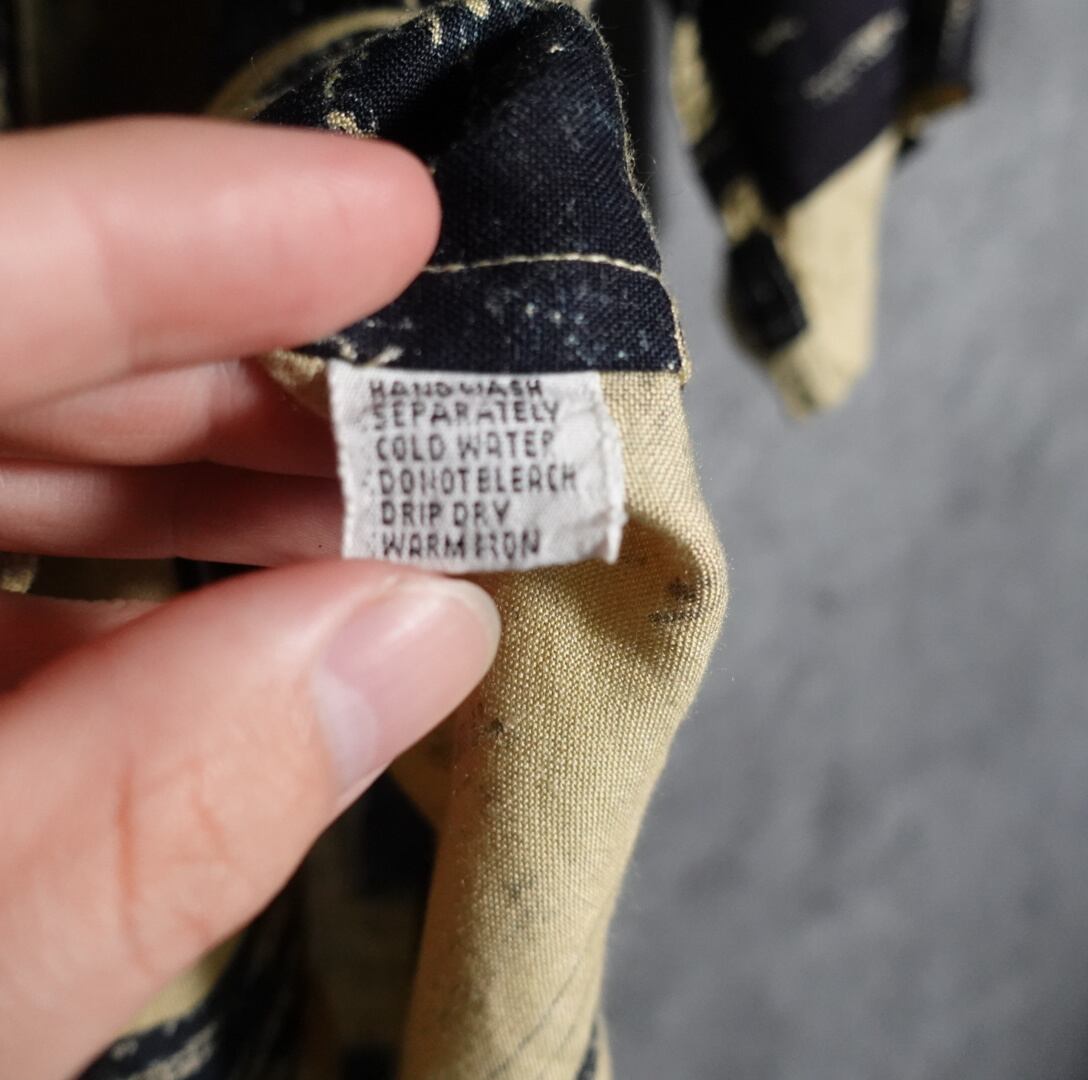 HAND WASH
SEPARATELY
COLD WATER
DO NOT BLEACH
DRIP DRY
WARM IRON